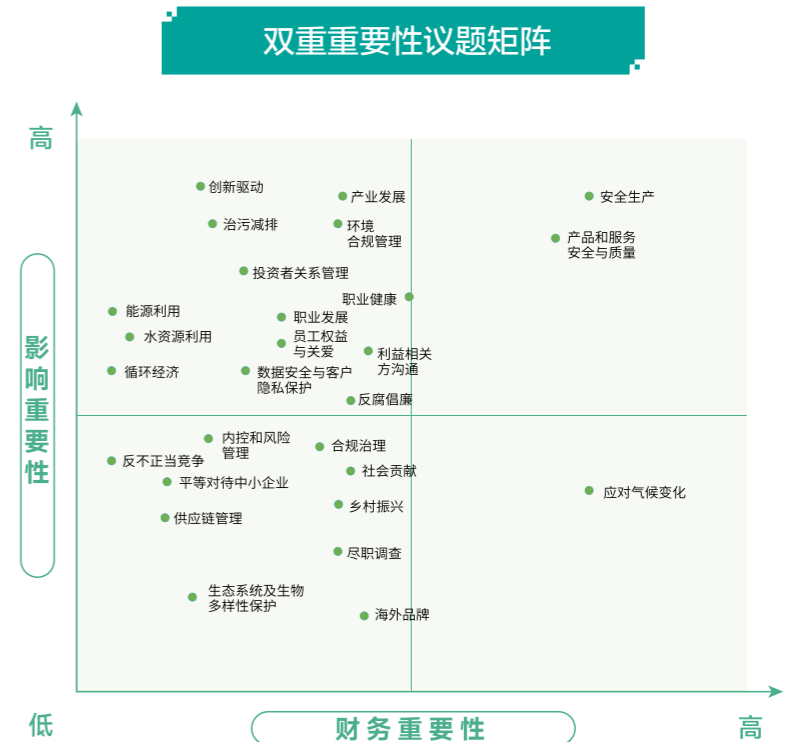 双重重要性议题矩阵
高
创新驱动
产业发展
安全生产
治污减排
环境
合规管理
产品和服务
安全与质量
投资者关系管理
职业健康
能源利用
职业发展
水资源利用
员工权益
与关爱
利益相关
方沟通
循环经济
数据安全与客户
隐私保护
反腐倡廉
影响重要性
内控和风险
管理
合规治理
反不正当竞争
社会贡献
平等对待中小企业
应对气候变化
乡村振兴
供应链管理
尽职调查
生态系统及生物
多样性保护
海外品牌
低
财务重要性
高